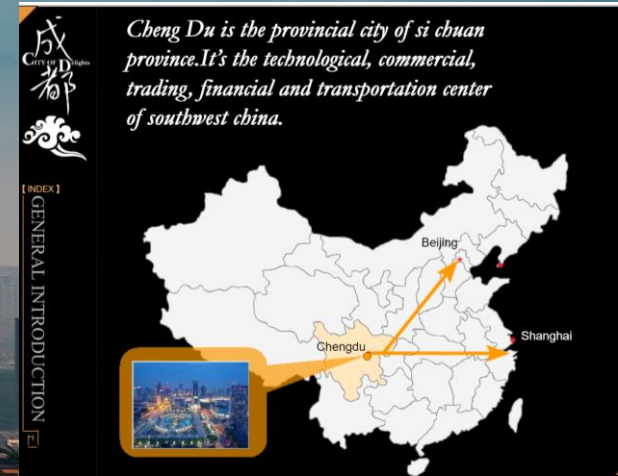 成
CITY OF Delights
都
Cheng Du is the provincial city of si chuan
province.It's the technological, commercial,
trading, financial and transportation center
of southwest china.
[ INDEX ]
GENERAL INTRODUCTION
Beijing
Shanghai
Chengdu